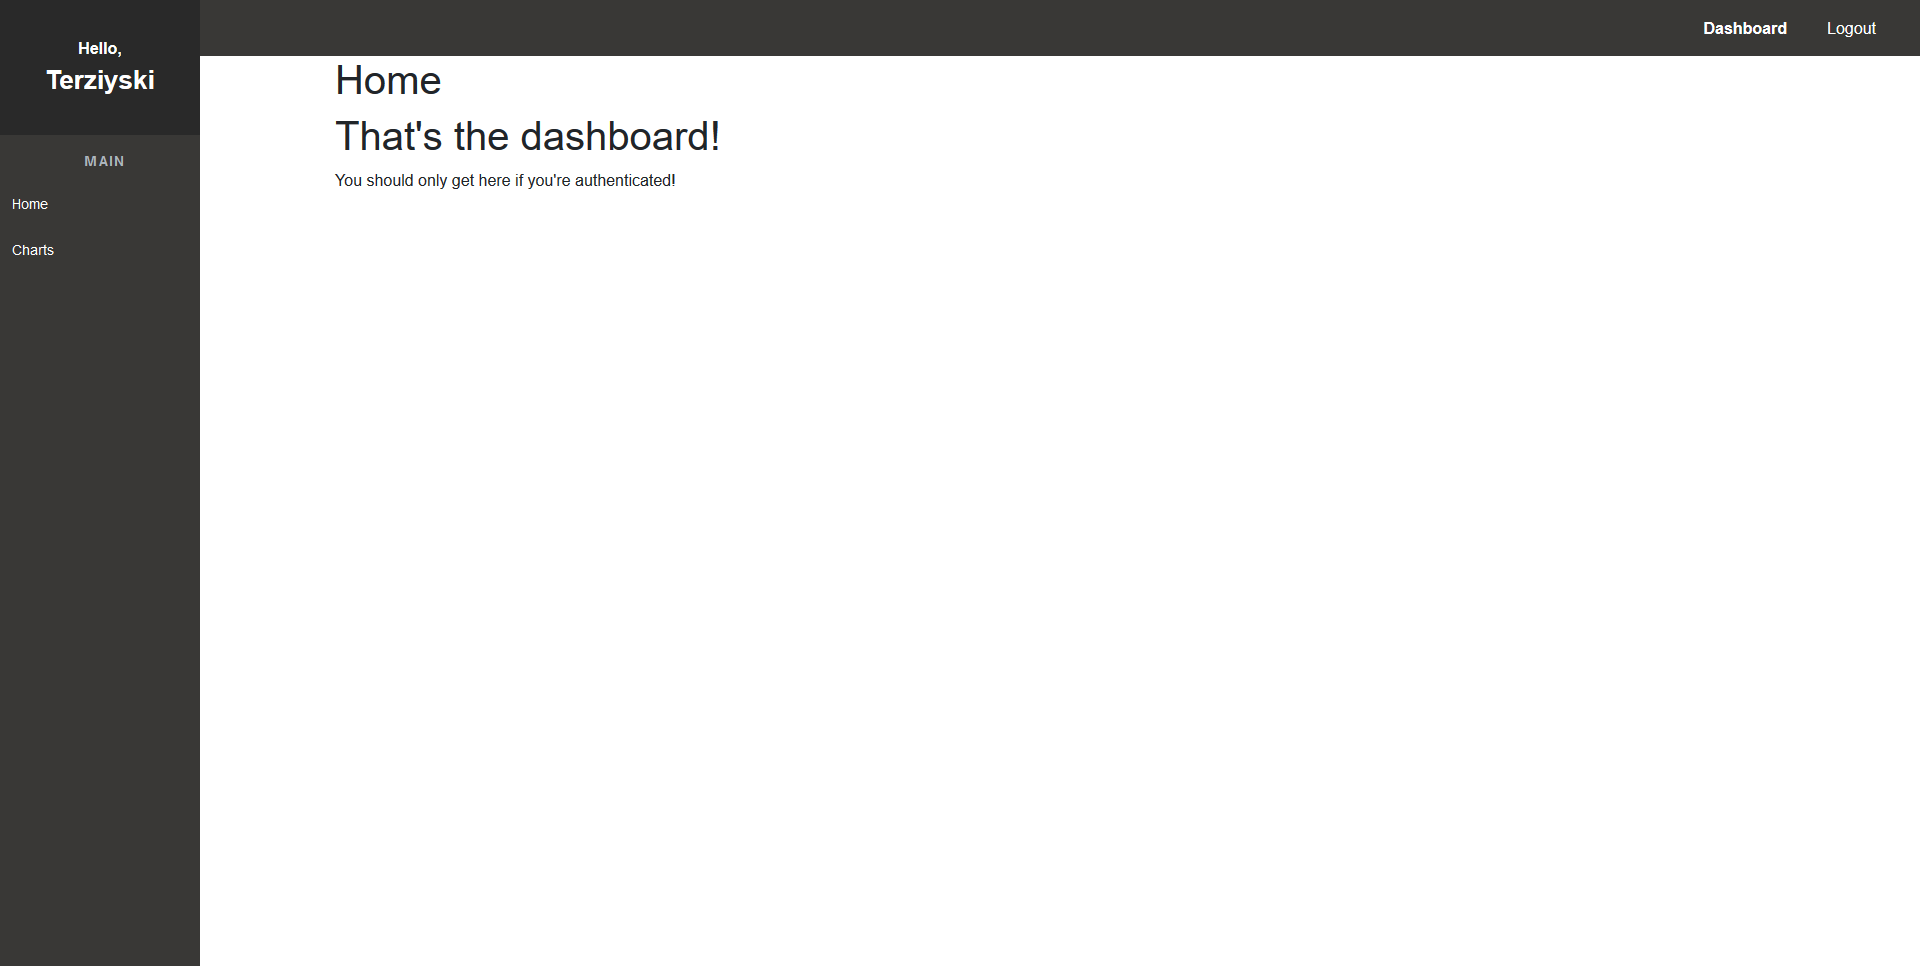 Hello,
Terziyski
MAIN
Home
Charts
Dashboard Logout
Home
That's the dashboard!
You should only get here if you're authenticated!